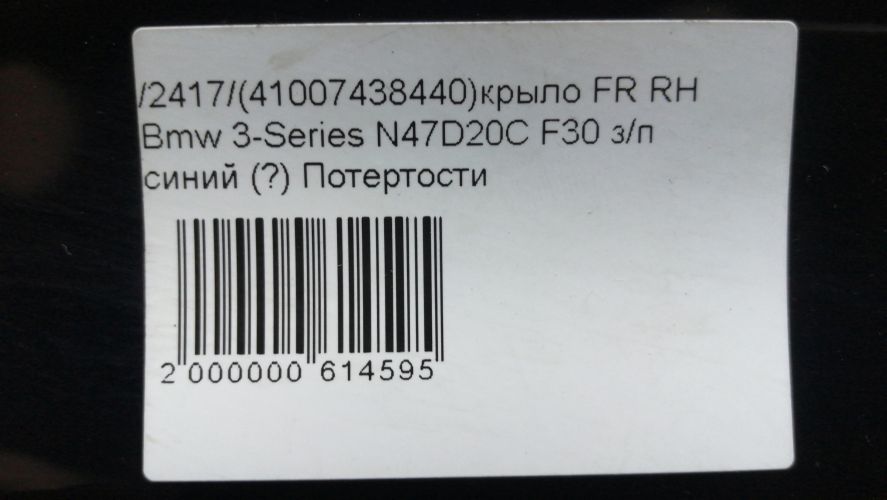 /2417/(41007438440)крыло FR RH
Bmw 3-Series N47D20C F30 з/п
синий (?) Потертости
2 000000 614595